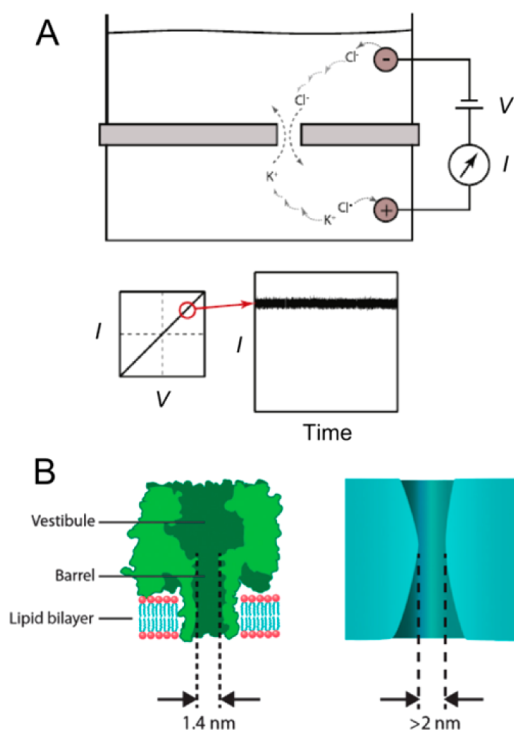 A
-
Cl-
Cl-
V
I
K+
Cl-
K+
+
I
V
I
Time
B
Vestibule
Barrel
Lipid bilayer
1.4 nm
>2 nm